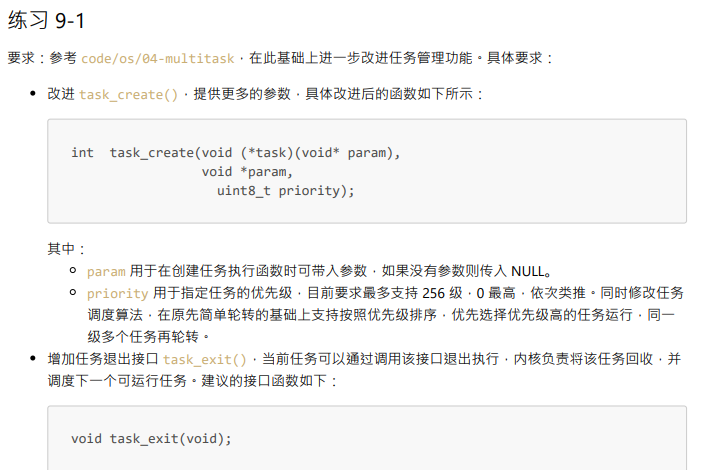 练习 9-1
要求：参考 code/os/04-multitask，在此基础上进一步改进任务管理功能。具体要求：
改进 task_create()，提供更多的参数，具体改进后的函数如下所示：
int  task_create(void (*task)(void* param),
void *param,
uint8_t priority);
其中：
param 用于在创建任务执行函数时可带入参数，如果没有参数则传入 NULL。
priority 用于指定任务的优先级，目前要求最多支持 256 级，0 最高，依次类推。同时修改任务
度算法，在原先简单轮转的基础上支持按照优先级排序，优先选择优先级高的任务运行，同一
级多个任务再轮转。
增加任务退出接口 task_exit()，当前任务可以通过调用该接口退出执行，内核负责将该任务回收，并
调度下一个可运行任务。建议的接口函数如下：
void task_exit(void);